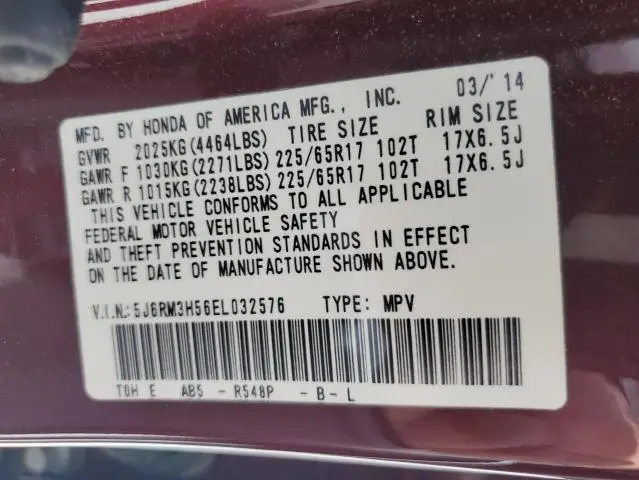 MFD. BY HONDA OF AMERICA MFG., INC. 03/'14
GVWR 2025KG(4464LBS) TIRE SIZE RIM SIZE
GAWR F 1030KG(2271LBS) 225/65R17 102T 17X6.5J
GAWR R 1015KG(2238LBS) 225/65R17 102T 17X6.5J
THIS VEHICLE CONFORMS TO ALL APPLICABLE
FEDERAL MOTOR VEHICLE SAFETY
AND THEFT PREVENTION STANDARDS IN EFFECT
ON THE DATE OF MANUFACTURE SHOWN ABOVE.
V.I.N.:5J6RM3H56EL032576 TYPE: MPV
T0H E AB5 - R548P - B - L